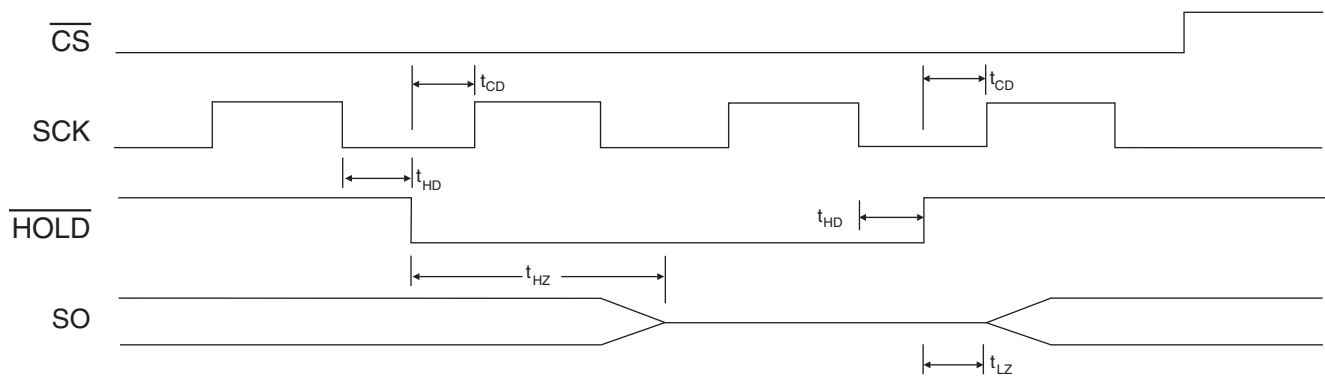 CS
t_CD
t_CD
SCK
t_HD
HOLD
t_HD
t_HZ
SO
t_LZ